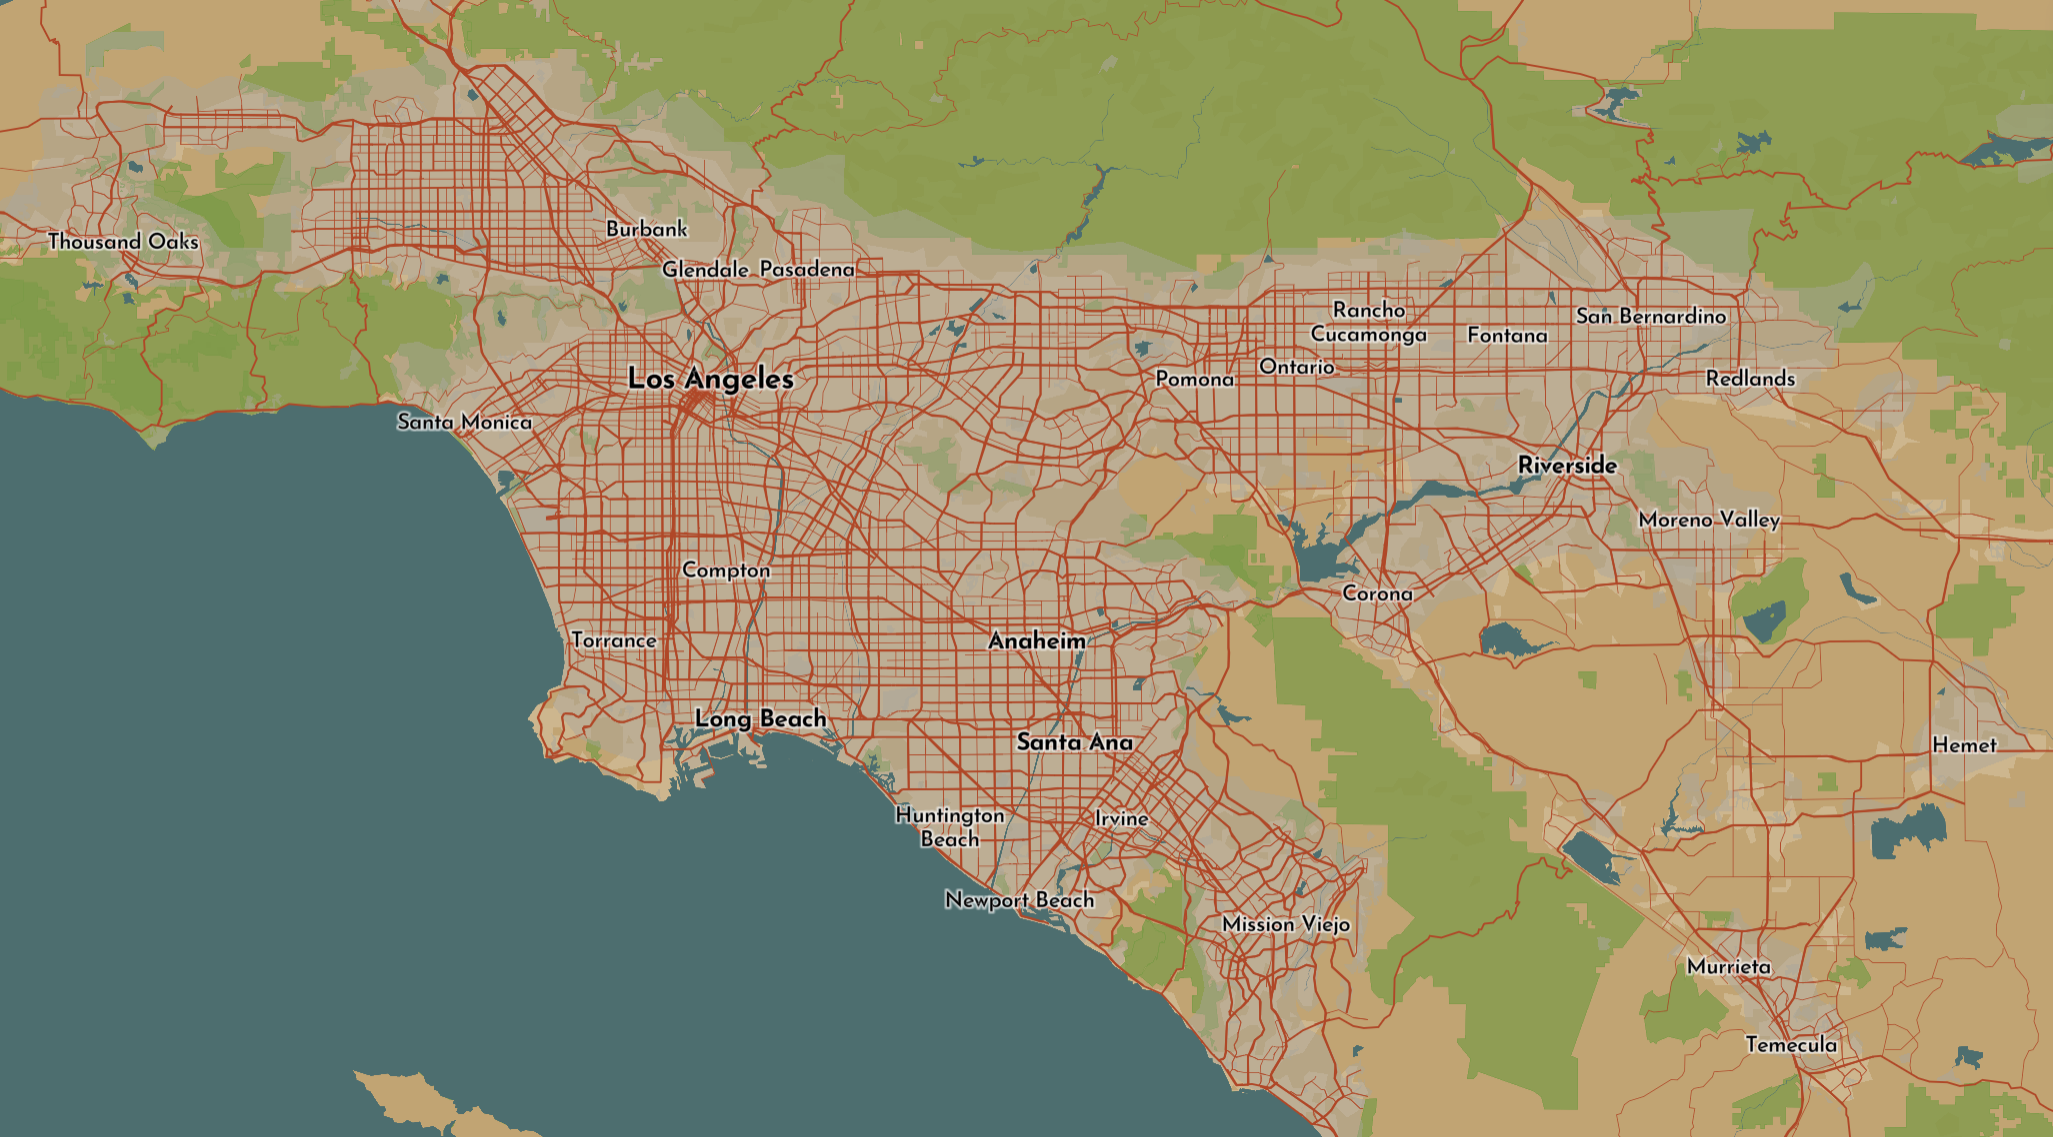 Thousand Oaks
Burbank
Glendale
Pasadena
Rancho
Cucamonga
San Bernardino
Fontana
Ontario
Los Angeles
Pomona
Redlands
Santa Monica
Riverside
Moreno Valley
Compton
Corona
Torrance
Anaheim
Long Beach
Santa Ana
Hemet
Huntington
Beach
Irvine
Newport Beach
Mission Viejo
Murrieta
Temecula